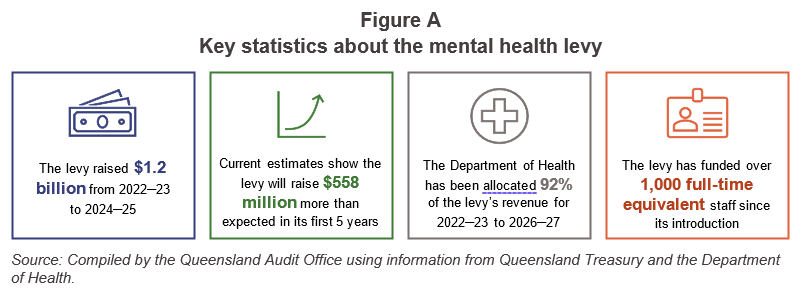 Figure A
Key statistics about the mental health levy
The levy raised $1.2
billion from 2022–23
to 2024–25
Current estimates show the
levy will raise $558
million more than
expected in its first 5 years
The Department of Health
has been allocated 92%
of the levy's revenue for
2022–23 to 2026–27
The levy has funded over
1,000 full-time
equivalent staff since
its introduction
Source: Compiled by the Queensland Audit Office using information from Queensland Treasury and the Department
of Health.